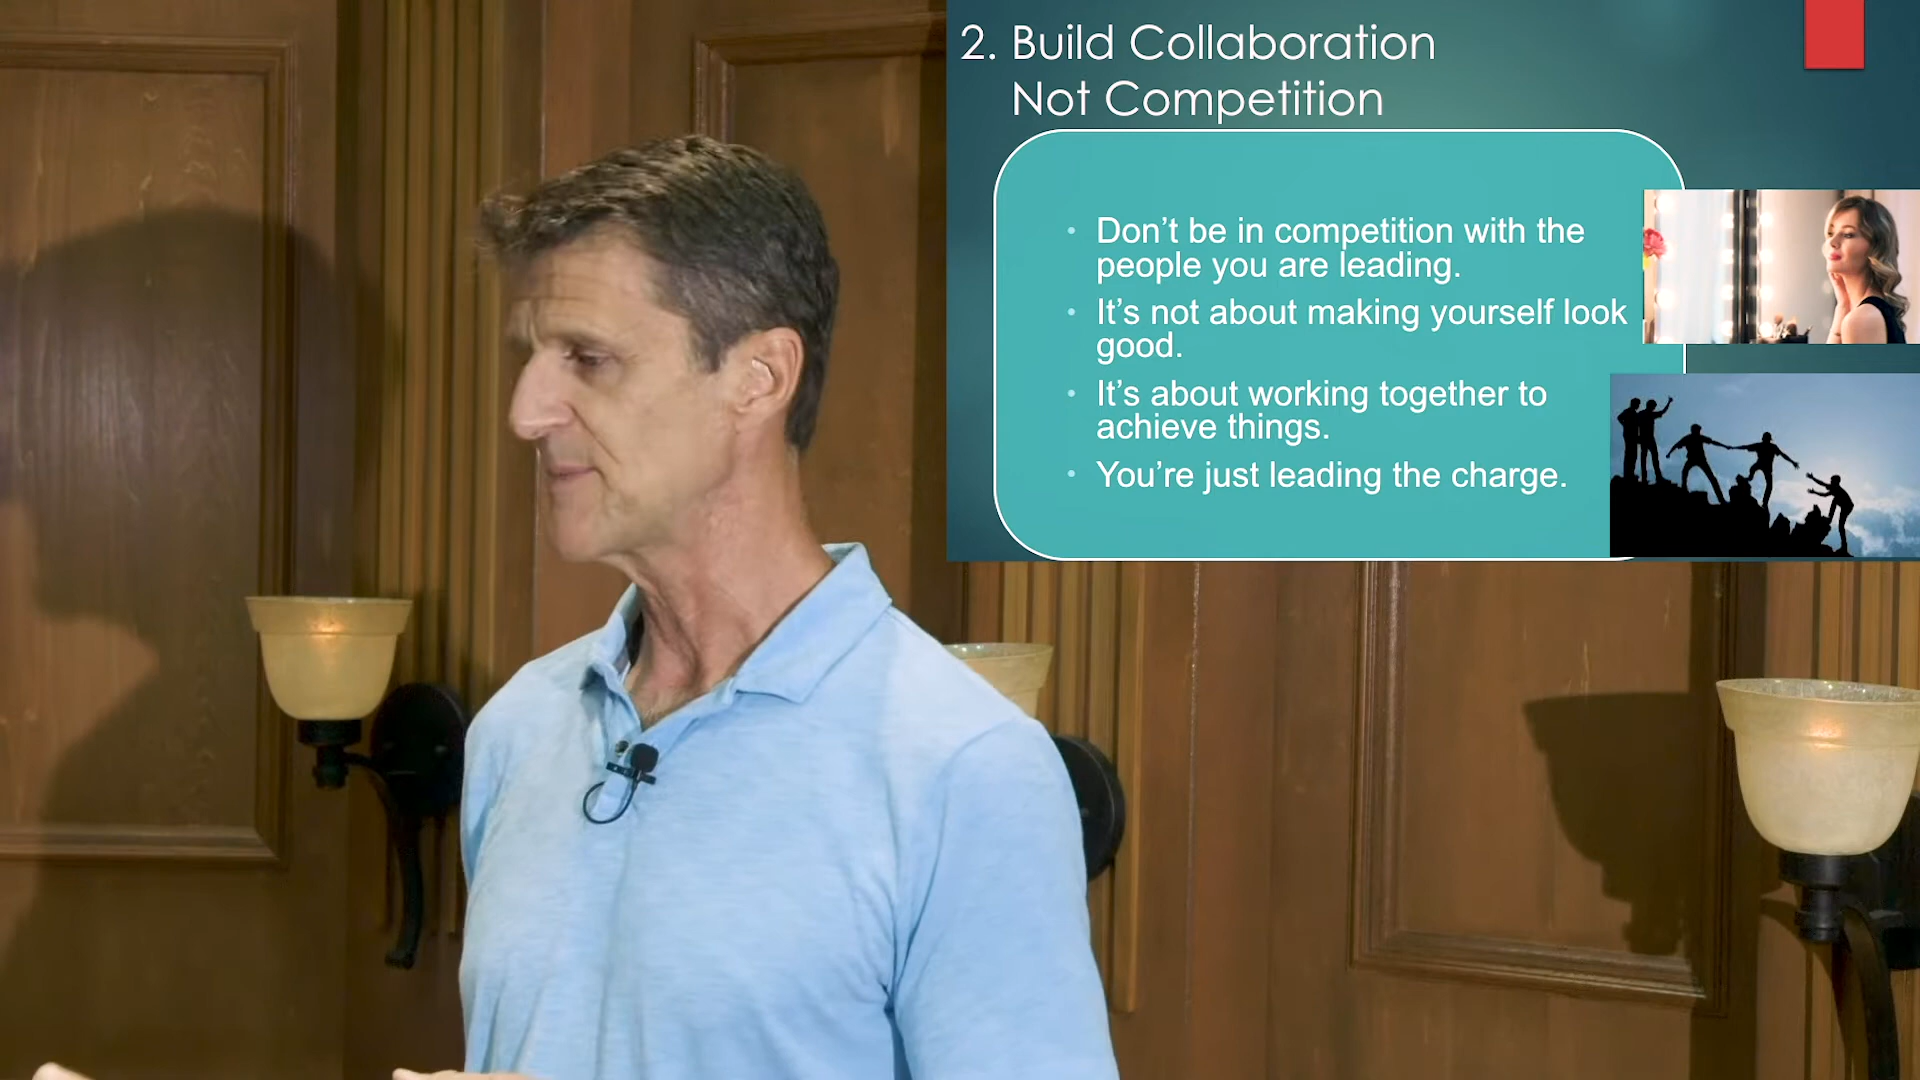 2. Build Collaboration
Not Competition
• Don't be in competition with the
people you are leading.
• It's not about making yourself look
good.
• It's about working together to
achieve things.
• You're just leading the charge.